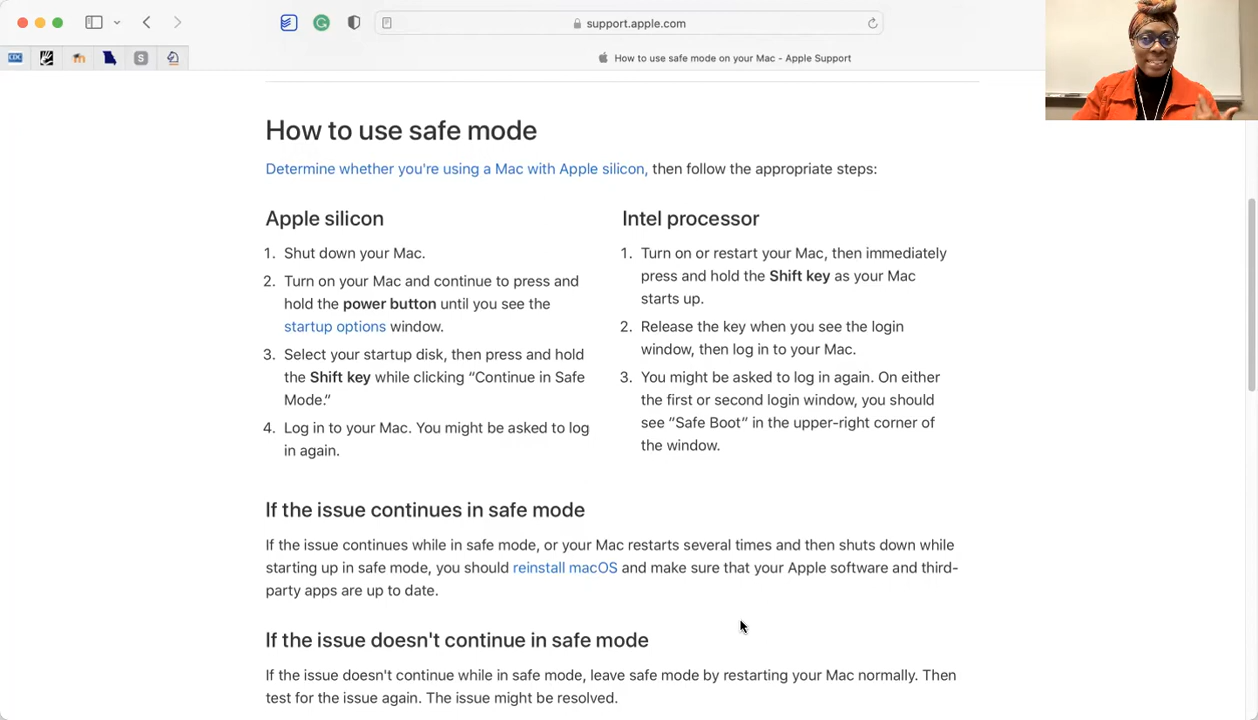 support.apple.com
CDC
S
How to use safe mode on your Mac - Apple Support
How to use safe mode
Determine whether you're using a Mac with Apple silicon, then follow the appropriate steps:
Apple silicon
1. Shut down your Mac.
2. Turn on your Mac and continue to press and
hold the power button until you see the
startup options window.
3. Select your startup disk, then press and hold
the Shift key while clicking “Continue in Safe
Mode.”
4. Log in to your Mac. You might be asked to log
in again.
Intel processor
1. Turn on or restart your Mac, then immediately
press and hold the Shift key as your Mac
starts up.
2. Release the key when you see the login
window, then log in to your Mac.
3. You might be asked to log in again. On either
the first or second login window, you should
see “Safe Boot” in the upper-right corner of
the window.
If the issue continues in safe mode
If the issue continues while in safe mode, or your Mac restarts several times and then shuts down while
starting up in safe mode, you should reinstall macOS and make sure that your Apple software and third-
party apps are up to date.
If the issue doesn't continue in safe mode
If the issue doesn't continue while in safe mode, leave safe mode by restarting your Mac normally. Then
test for the issue again. The issue might be resolved.